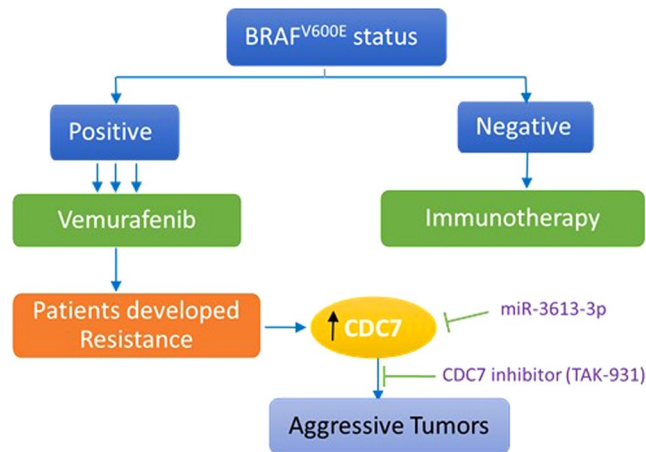 BRAFV600E status
Positive
Negative
Vemurafenib
Immunotherapy
Patients developed
Resistance
CDC7
miR-3613-3p
CDC7 inhibitor (TAK-931)
Aggressive Tumors